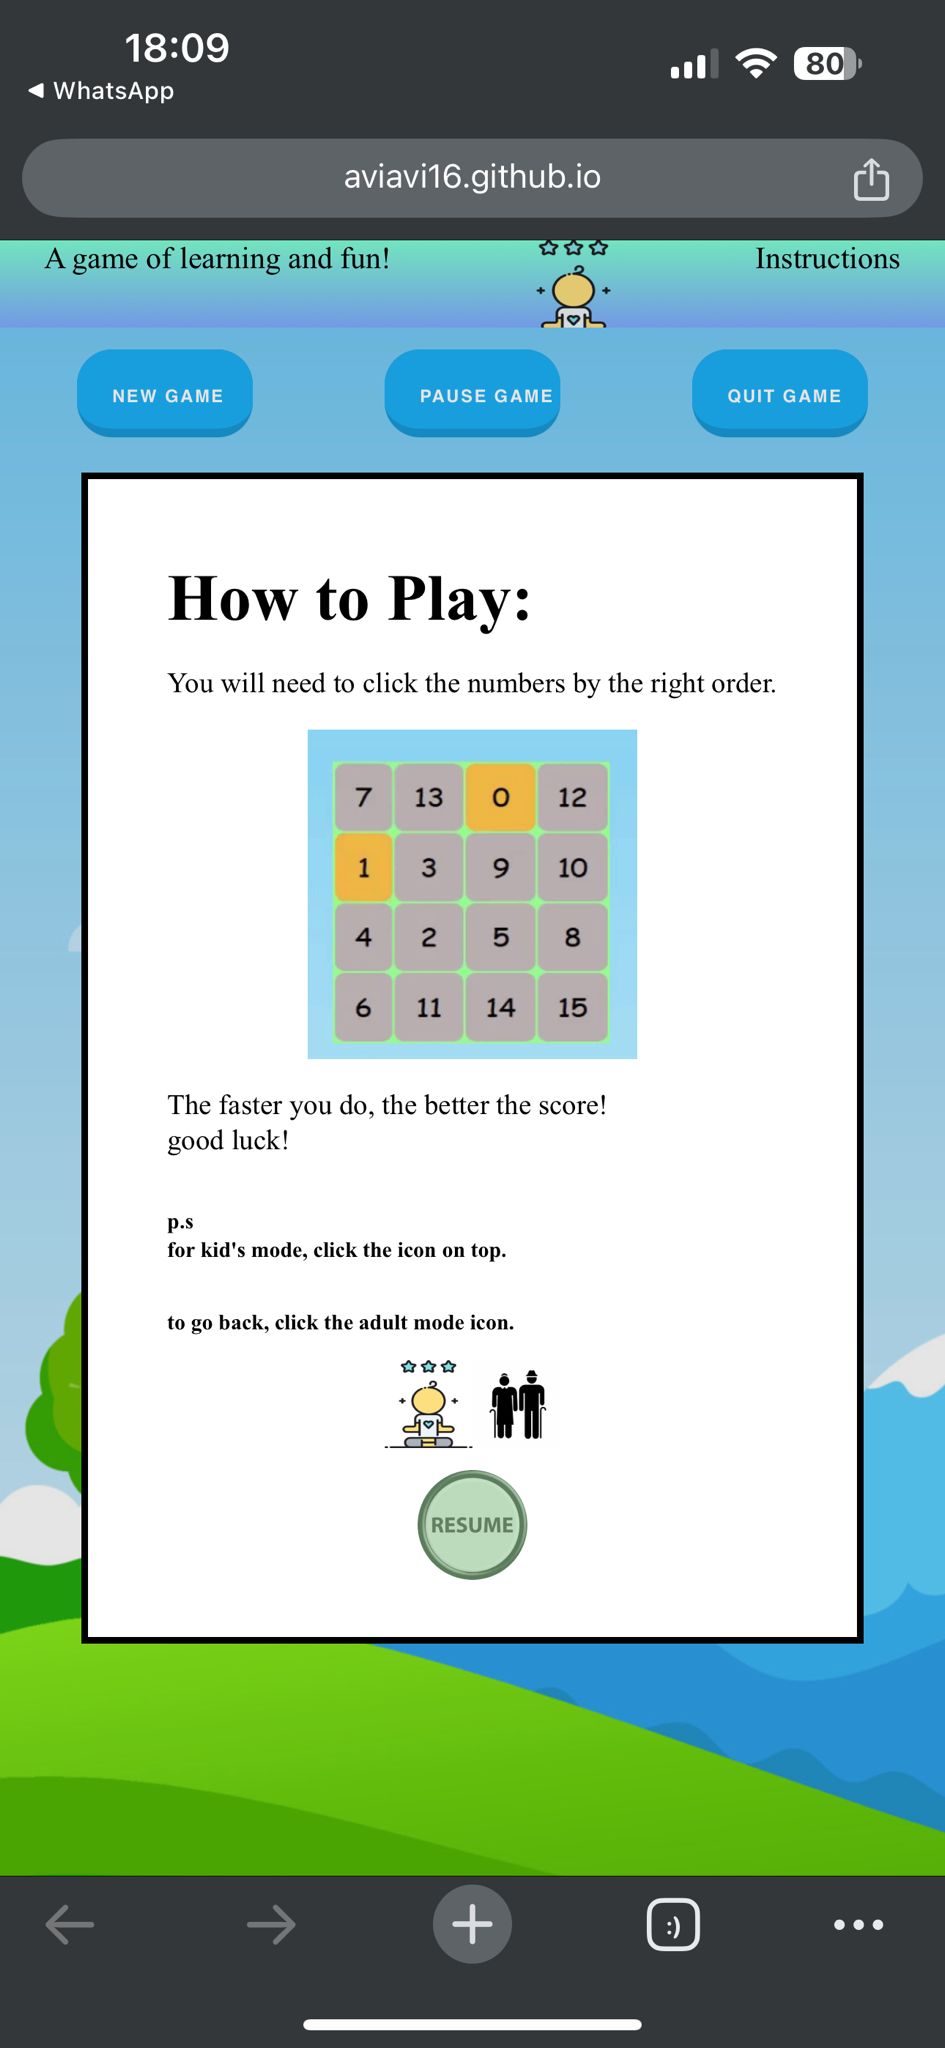 18:09
80
◀ WhatsApp
aviavi16.github.io
A game of learning and fun!
Instructions
NEW GAME
PAUSE GAME
QUIT GAME
How to Play:
You will need to click the numbers by the right order.
7 13 0 12
1 3 9 10
4 2 5 8
6 11 14 15
The faster you do, the better the score!
good luck!
p.s
for kid's mode, click the icon on top.
to go back, click the adult mode icon.
RESUME
:)